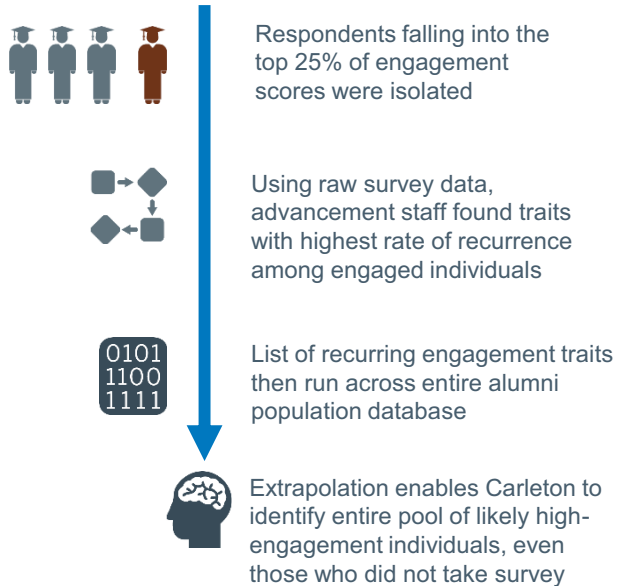 Respondents falling into the
top 25% of engagement
scores were isolated
Using raw survey data,
advancement staff found traits
with highest rate of recurrence
among engaged individuals
0101
1100
1111
List of recurring engagement traits
then run across entire alumni
population database
Extrapolation enables Carleton to
identify entire pool of likely high-
engagement individuals, even
those who did not take survey